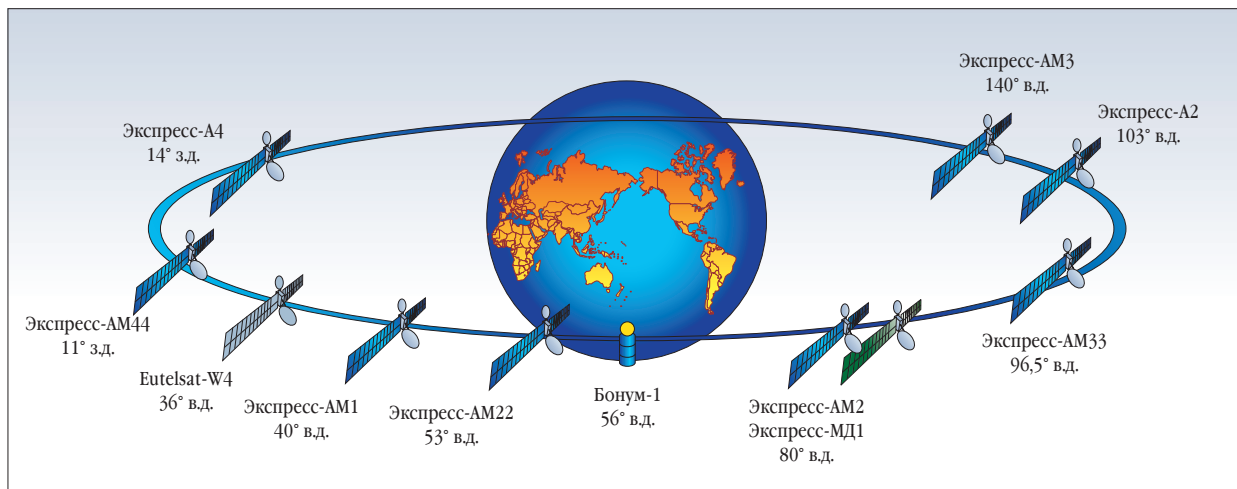 Экспресс-АМ3
140° в.д.
Экспресс-А2
103° в.д.
Экспресс-А4
14° з.д.
Экспресс-АМ44
11° з.д.
Eutelsat-W4
36° в.д.
Экспресс-АМ1
40° в.д.
Экспресс-АМ22
53° в.д.
Бонум-1
56° в.д.
Экспресс-АМ2
Экспресс-МД1
80° в.д.
Экспресс-АМ33
96,5° в.д.